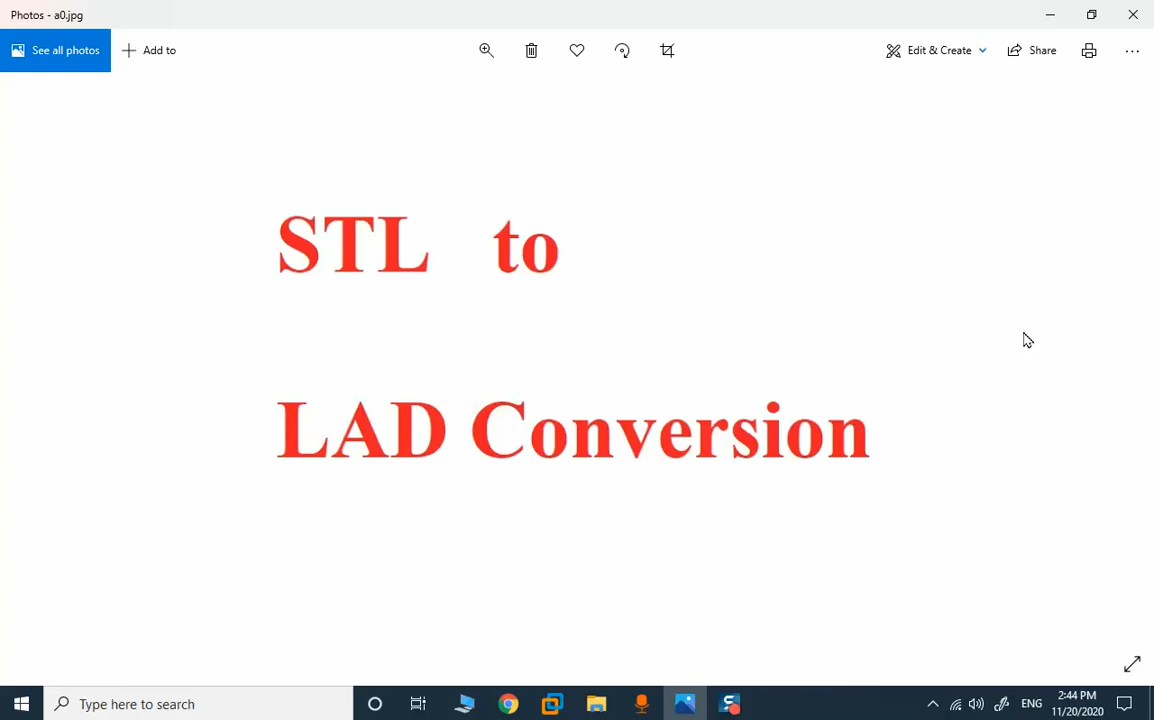 Photos - a0.jpg
See all photos
Add to
Edit & Create
Share
STL to
LAD Conversion
Type here to search
ENG
2:44 PM
11/20/2020